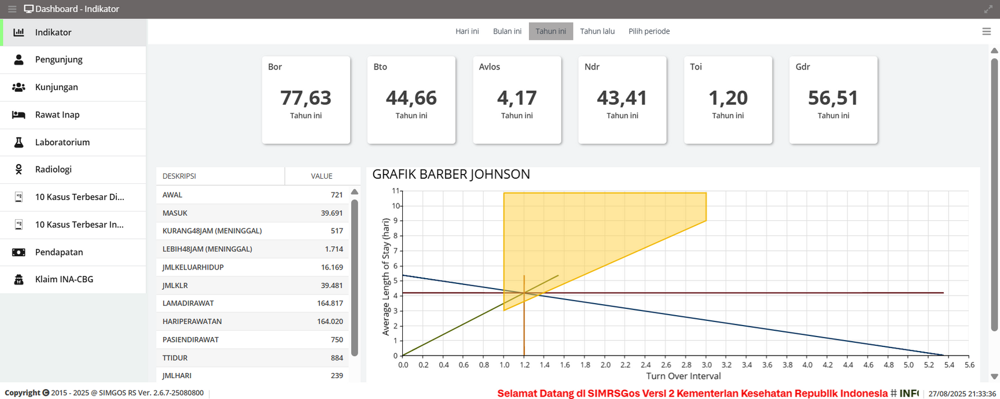 Dashboard - Indikator
Indikator
Pengunjung
Kunjungan
Rawat Inap
Laboratorium
Radiologi
10 Kasus Terbesar Di...
10 Kasus Terbesar In...
Pendapatan
Klaim INA-CBG
Hari ini Bulan ini Tahun ini Tahun lalu Pilih periode
Bor
77,63
Tahun ini
Bto
44,66
Tahun ini
Avlos
4,17
Tahun ini
Ndr
43,41
Tahun ini
Toi
1,20
Tahun ini
Gdr
56,51
Tahun ini
DESKRIPSI VALUE
AWAL 721
MASUK 39.691
KURANG48JAM (MENINGGAL) 517
LEBIH48JAM (MENINGGAL) 1.714
JMLKELUARHIDUP 16.169
JMLKLR 39.481
LAMADIRAWAT 164.817
HARIPERAWATAN 164.020
PASIENDIRAWAT 750
TTIDUR 884
JMLHARI 239
GRAFIK BARBER JOHNSON
Average Length of Stay (hari)
11
10
9
8
7
6
5
4
3
2
1
0
0.0 0.2 0.4 0.6 0.8 1.0 1.2 1.4 1.6 1.8 2.0 2.2 2.4 2.6 2.8 3.0 3.2 3.4 3.6 3.8 4.0 4.2 4.4 4.6 4.8 5.0 5.2 5.4 5.6
Turn Over Interval
Copyright © 2015 - 2025 @ SIMGOS RS Ver. 2.6.7-25080800
Selamat Datang di SIMRSGos Versi 2 Kementerian Kesehatan Republik Indonesia # INF
27/08/2025 21:33:36